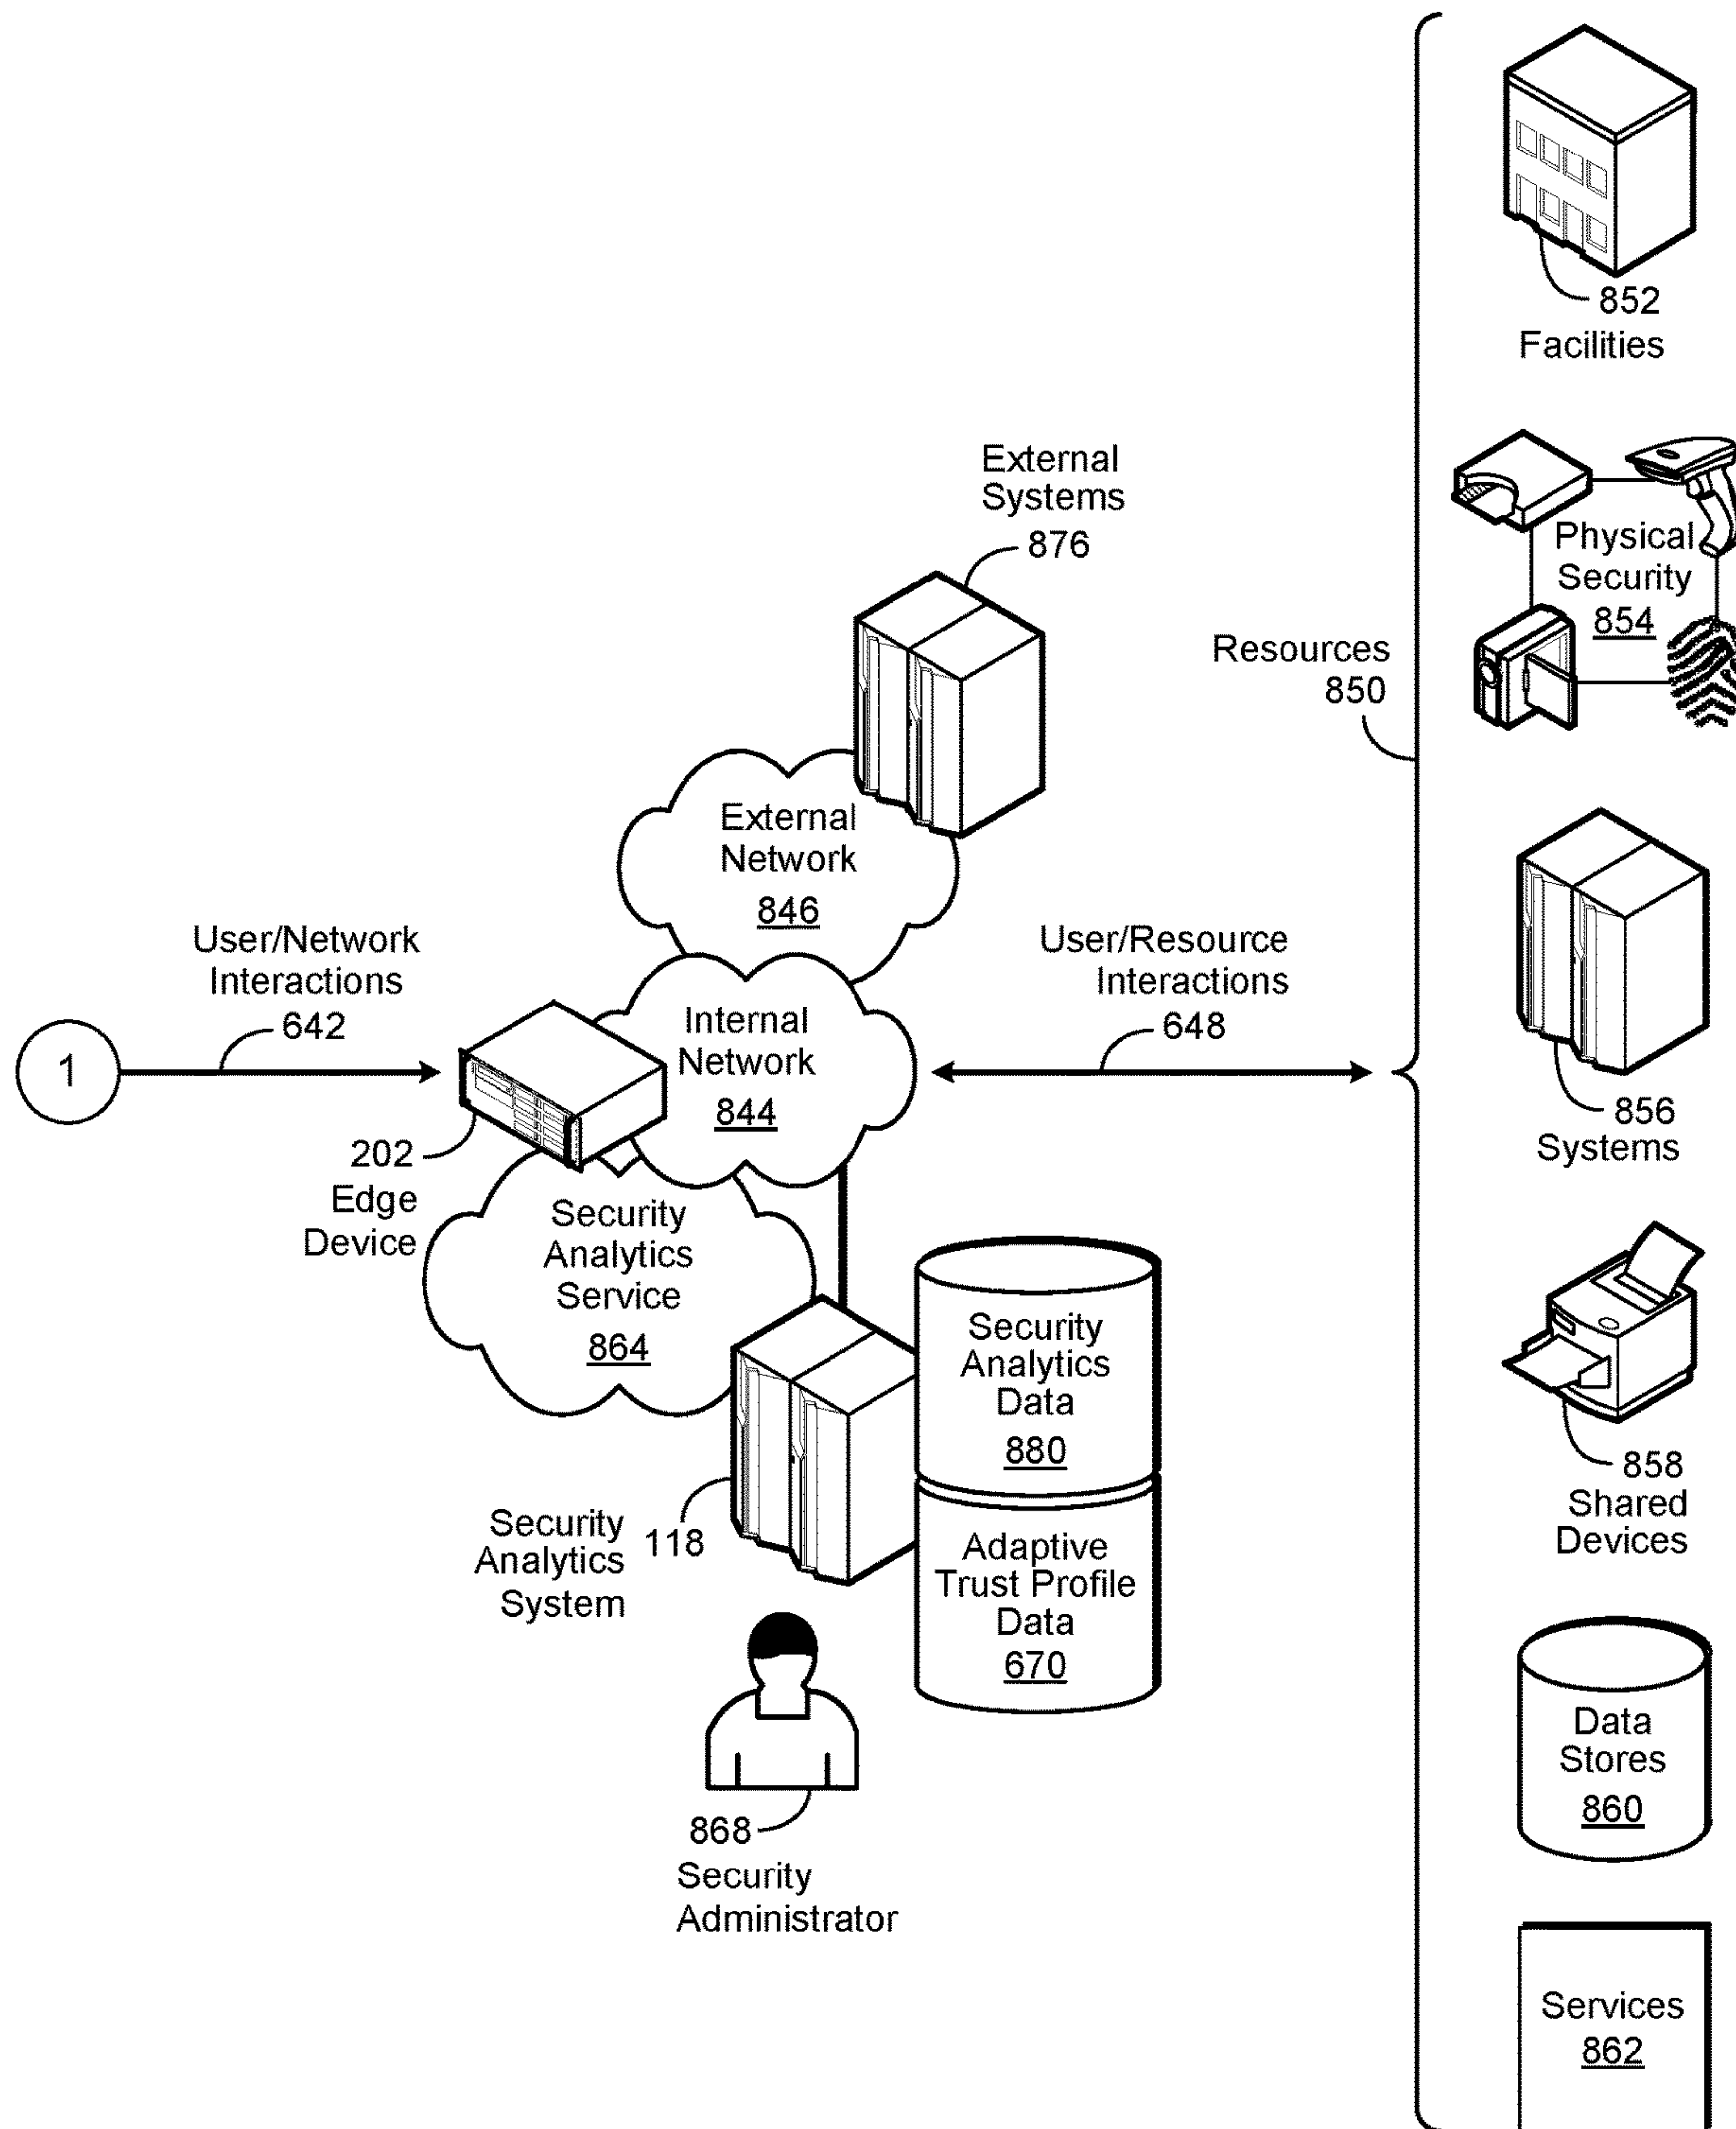 852
Facilities
External
Systems
876
Physical
Security
854
Resources
850
External
Network
846
User/Network
Interactions
642
User/Resource
Interactions
648
1
Internal
Network
844
856
Systems
202
Edge
Device
Security
Analytics
Service
864
Security
Analytics
Data
880
858
Shared
Devices
Security
Analytics
System
118
Adaptive
Trust Profile
Data
670
Data
Stores
860
868
Security
Administrator
Services
862